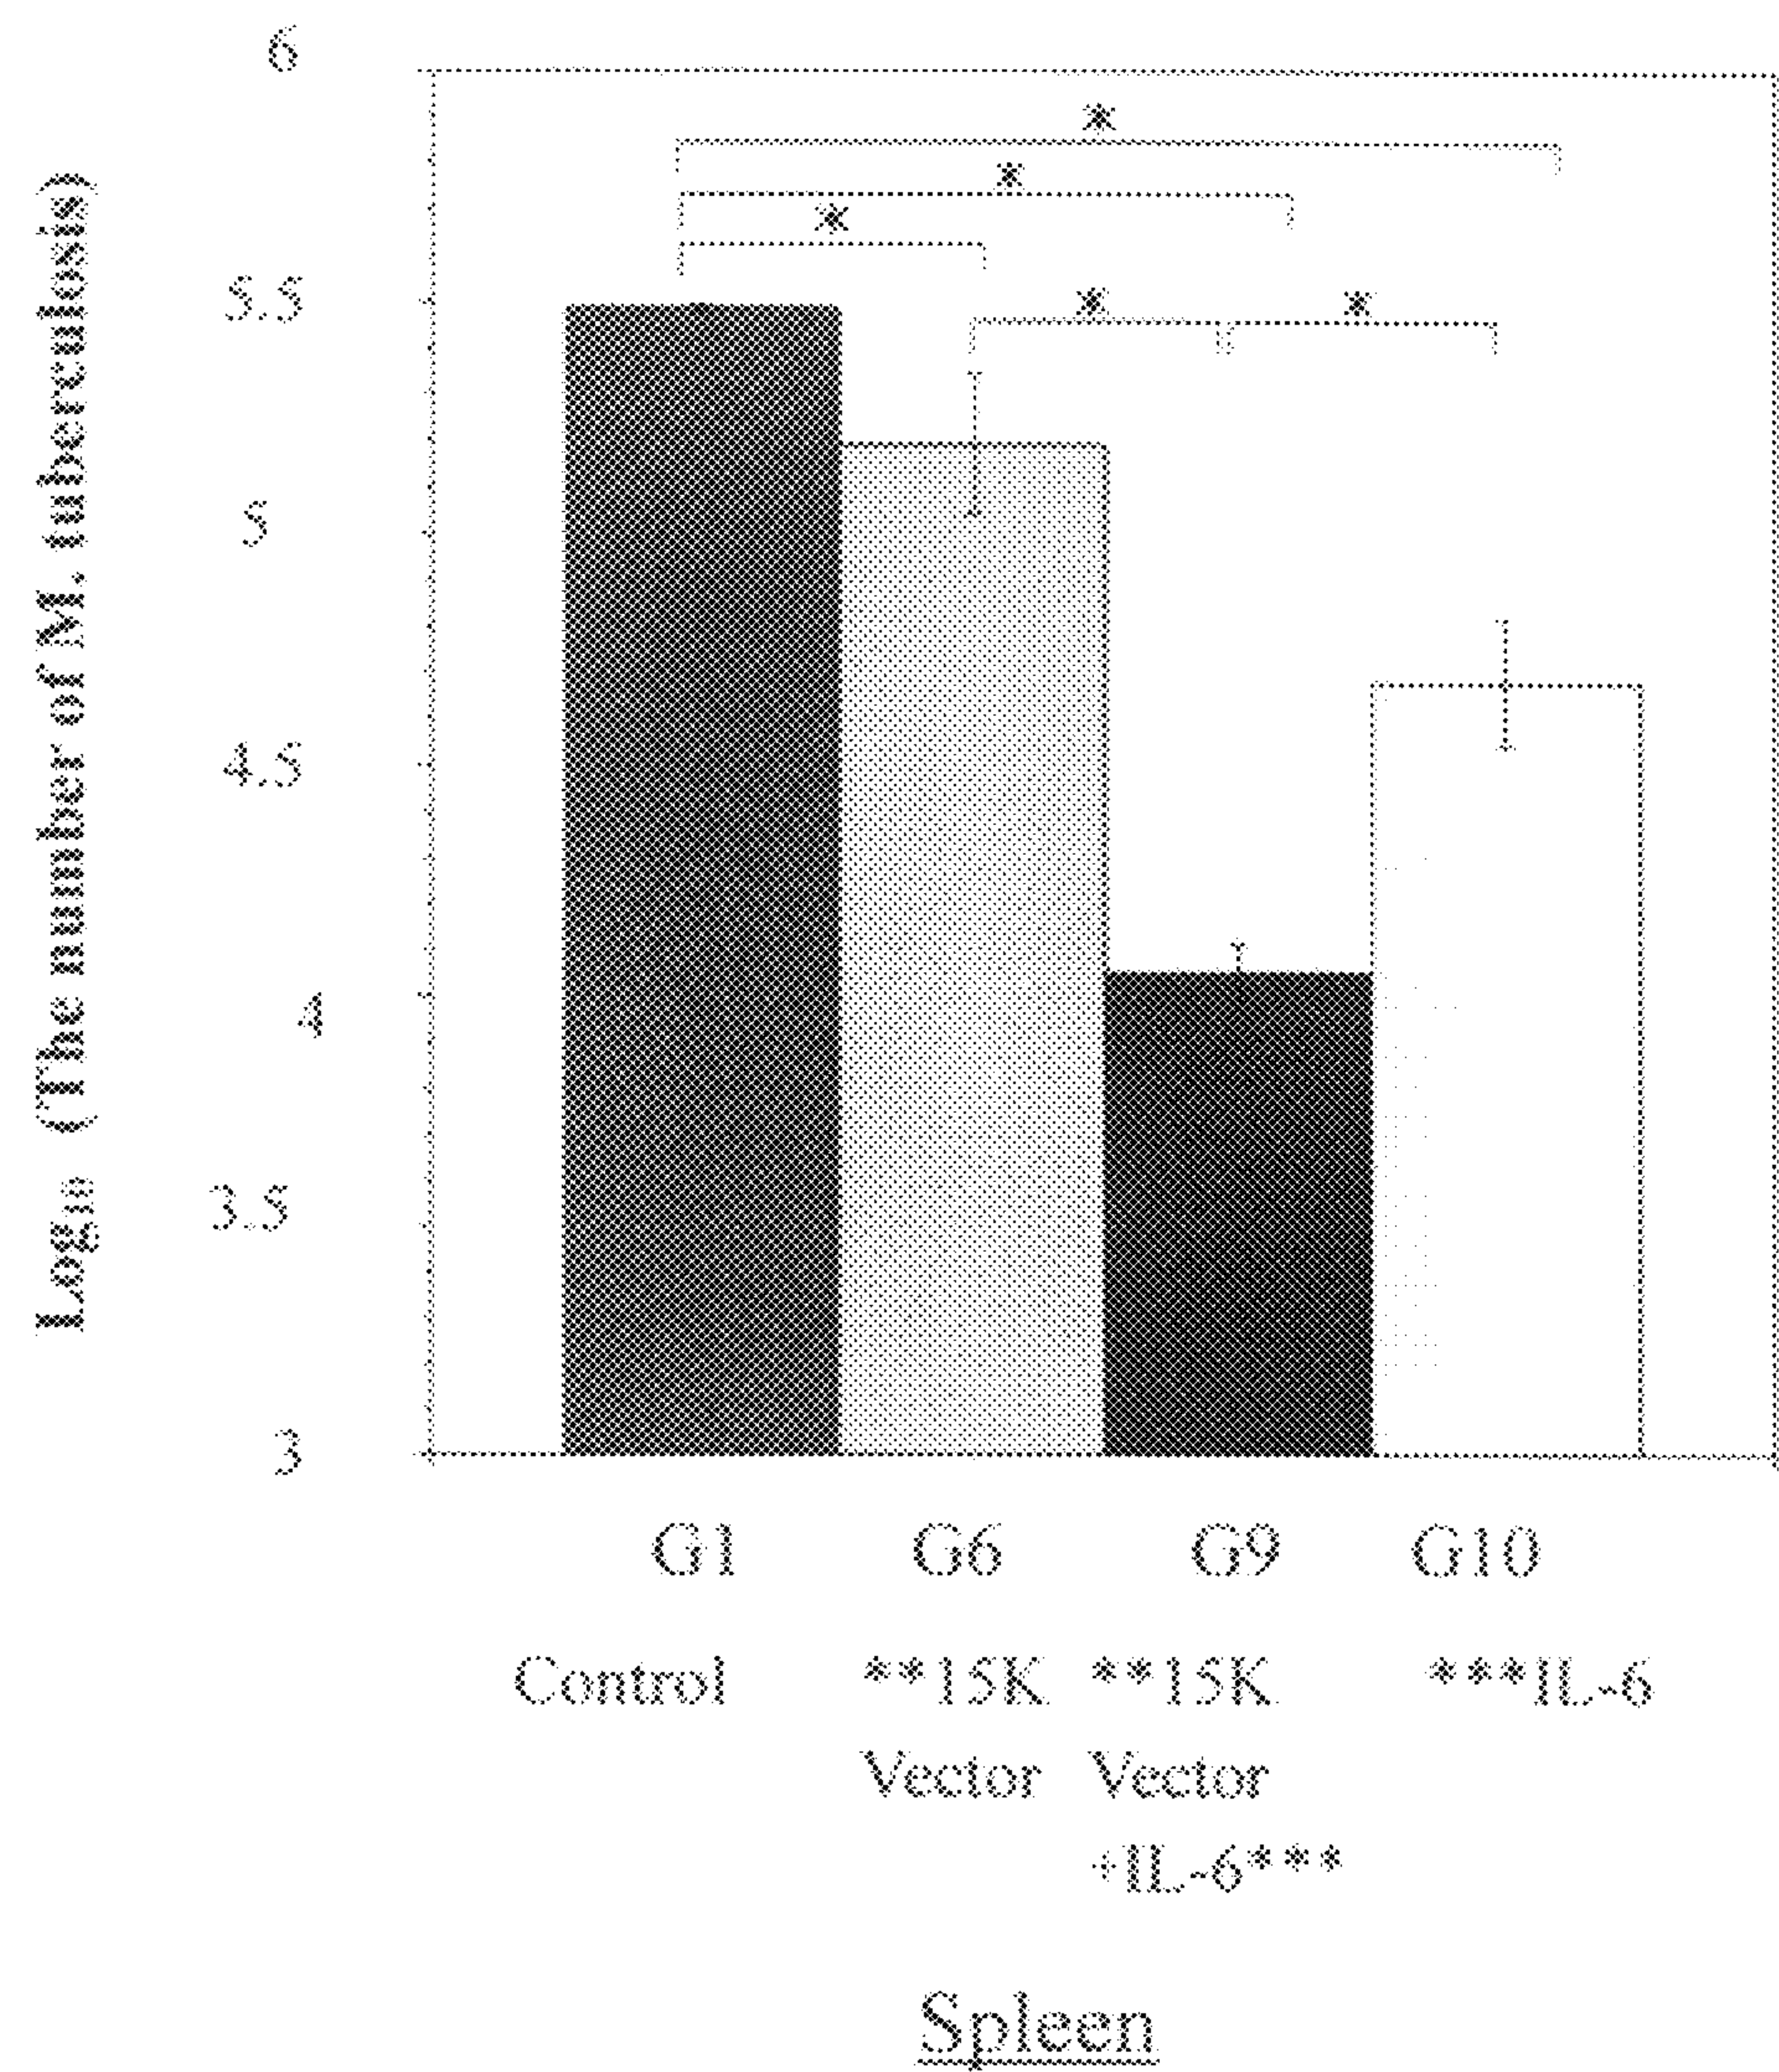 Log₁₀ (The number of M. tuberculosis)
6
5.5
5
4.5
4
3.5
3
*
*
*
* *
G1 G6 G9 G10
Control **15K **15K ***IL-6
Vector Vector
+IL-6***
Spleen